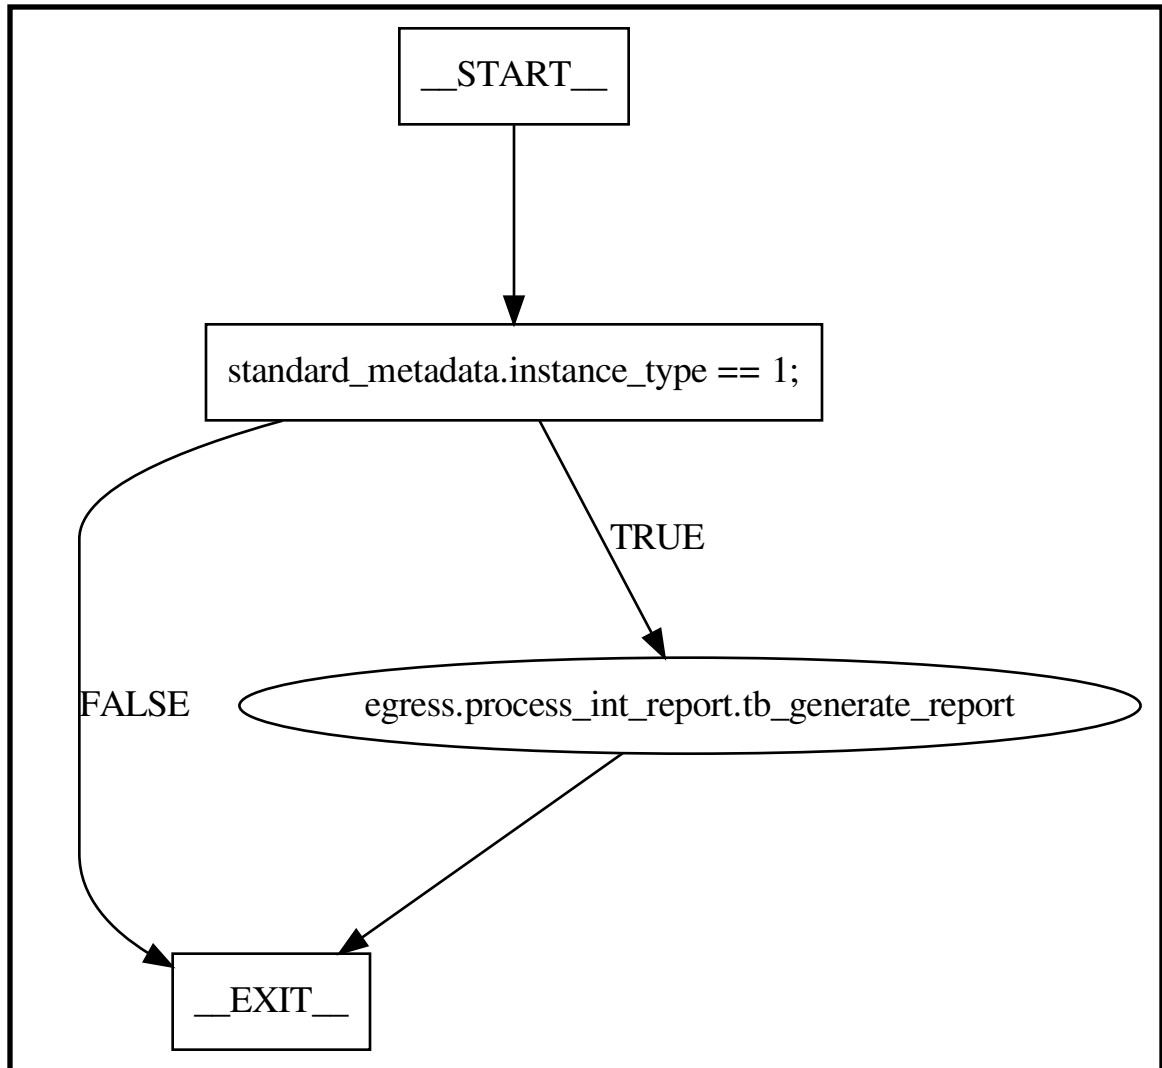 __START__
standard_metadata.instance_type == 1;
TRUE
FALSE
egress.process_int_report.tb_generate_report
__EXIT__